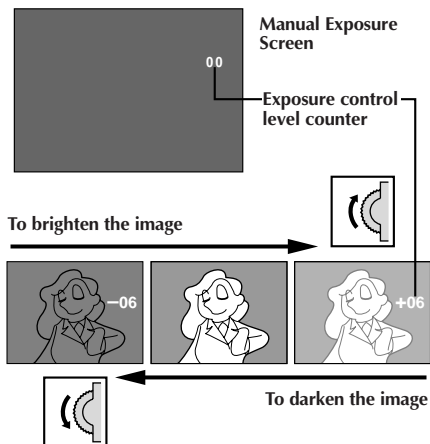 Manual Exposure
Screen
00
Exposure control
level counter
To brighten the image
–06
+06
To darken the image